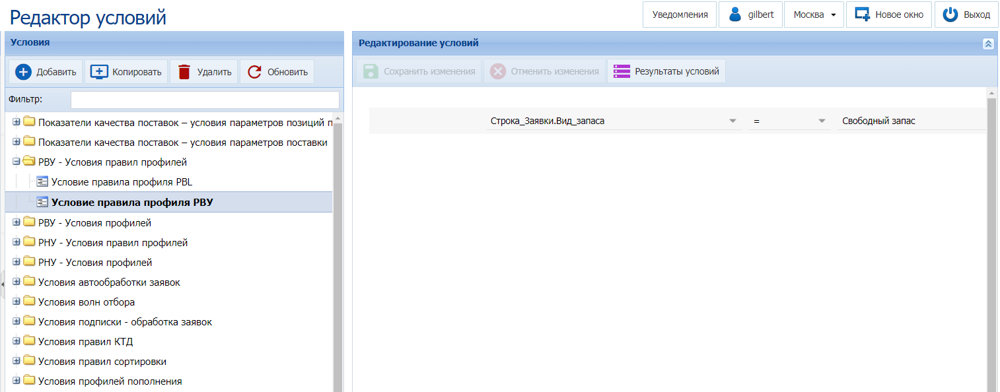 Редактор условий
Уведомления
gilbert
Москва
Новое окно
Выход
Условия
Добавить
Копировать
Удалить
Обновить
Фильтр:
Показатели качества поставок – условия параметров позиций п
Показатели качества поставок – условия параметров поставки
РВУ - Условия правил профилей
Условие правила профиля PBL
Условие правила профиля РВУ
РВУ - Условия профилей
РНУ - Условия правил профилей
РНУ - Условия профилей
Условия автообработки заявок
Условия волн отбора
Условия подписки - обработка заявок
Условия правил КТД
Условия правил сортировки
Условия профилей пополнения
Редактирование условий
Сохранить изменения
Отменить изменения
Результаты условий
Строка_Заявки.Вид_запаса
=
Свободный запас